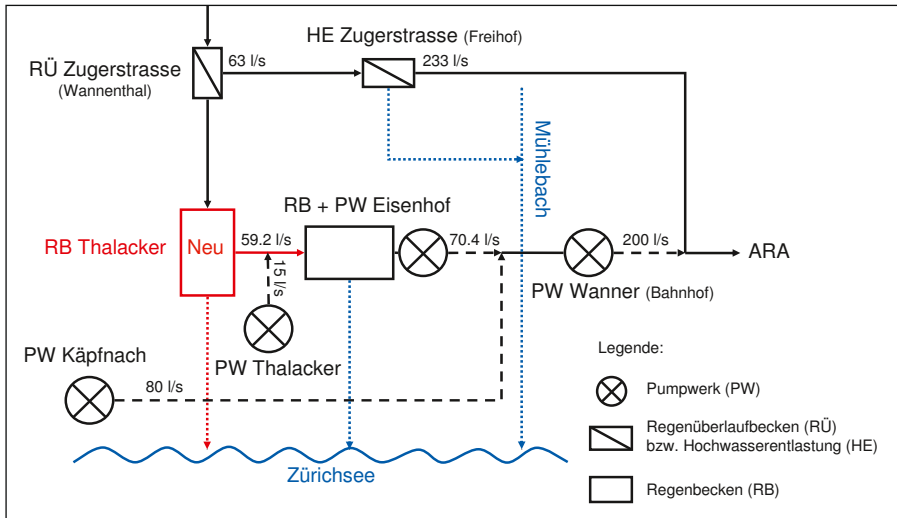 HE Zugerstrasse (Freihof)
RÜ Zugerstrasse
(Wannenthal)
63 l/s
233 l/s
Mühlebach
RB + PW Eisenhof
RB Thalacker
Neu
59.2 l/s
15 l/s
70.4 l/s
200 l/s
ARA
PW Wanner (Bahnhof)
PW Thalacker
PW Käpfnach
80 l/s
Zürichsee
Legende:
Pumpwerk (PW)
Regenüberlaufbecken (RÜ)
bzw. Hochwasserentlastung (HE)
Regenbecken (RB)